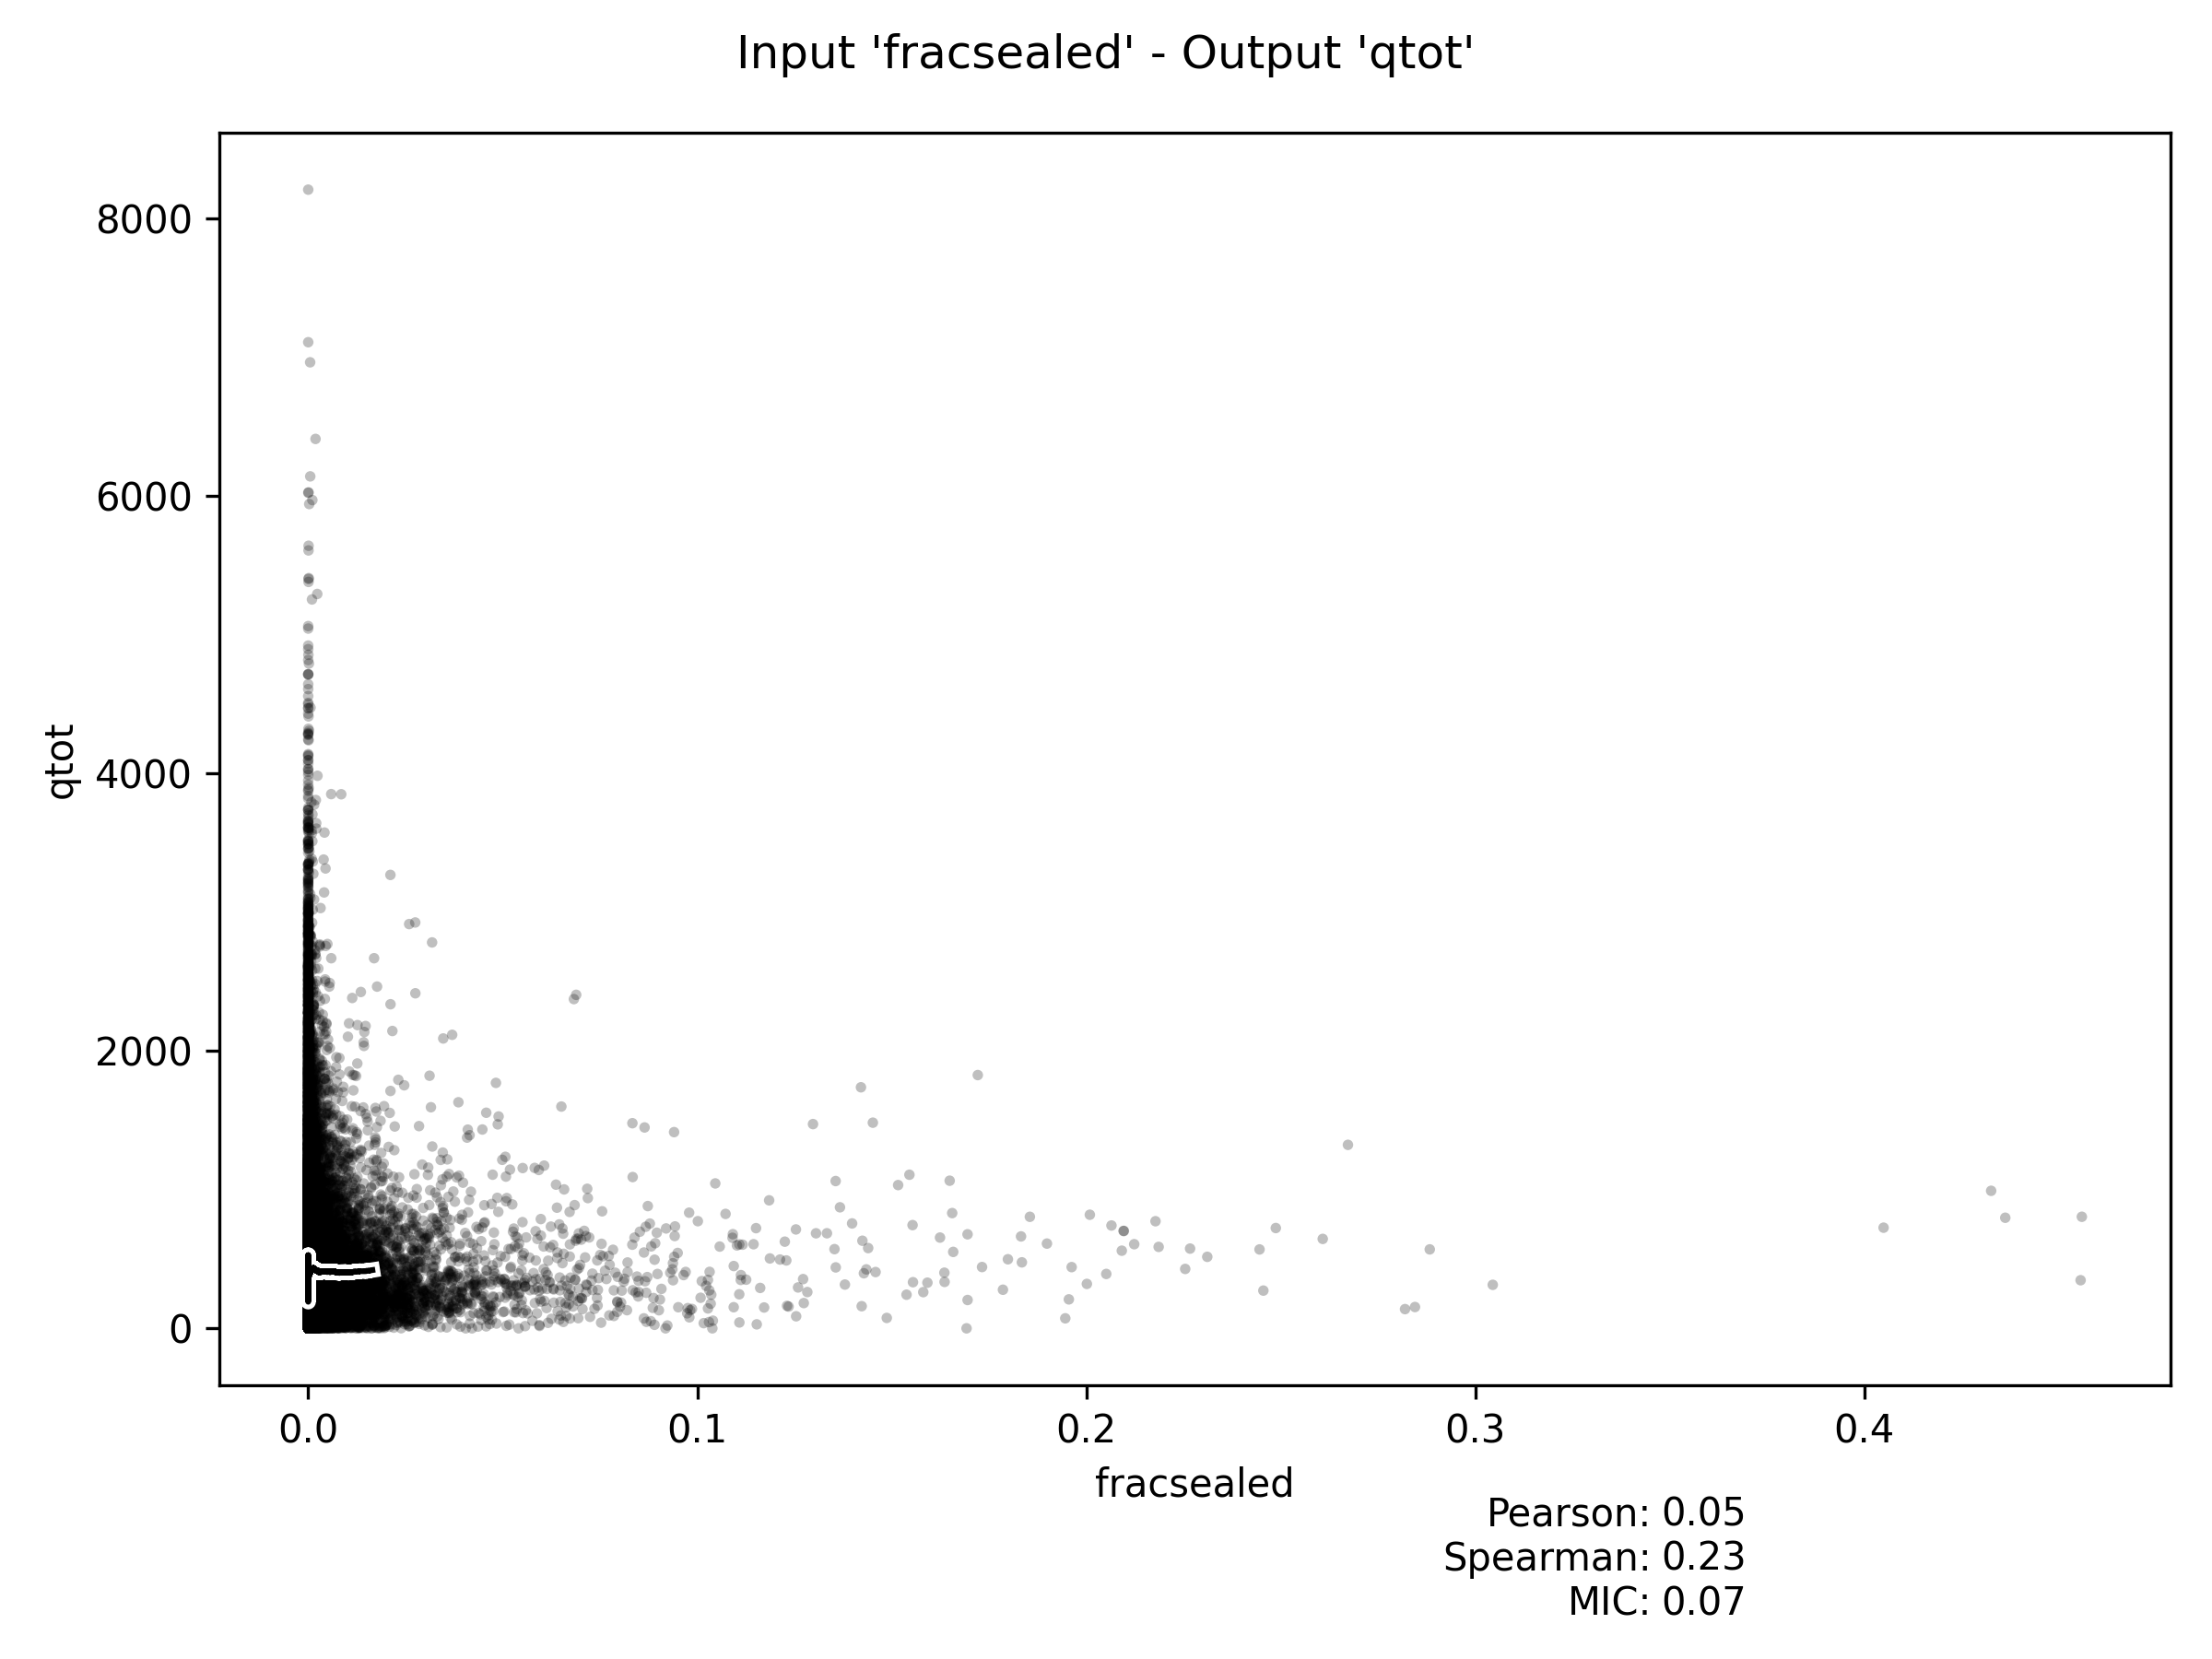 Input 'fracsealed' - Output 'qtot'
8000
6000
4000
2000
0
qtot
0.0 0.1 0.2 0.3 0.4
fracsealed
Pearson: 0.05
Spearman: 0.23
MIC: 0.07